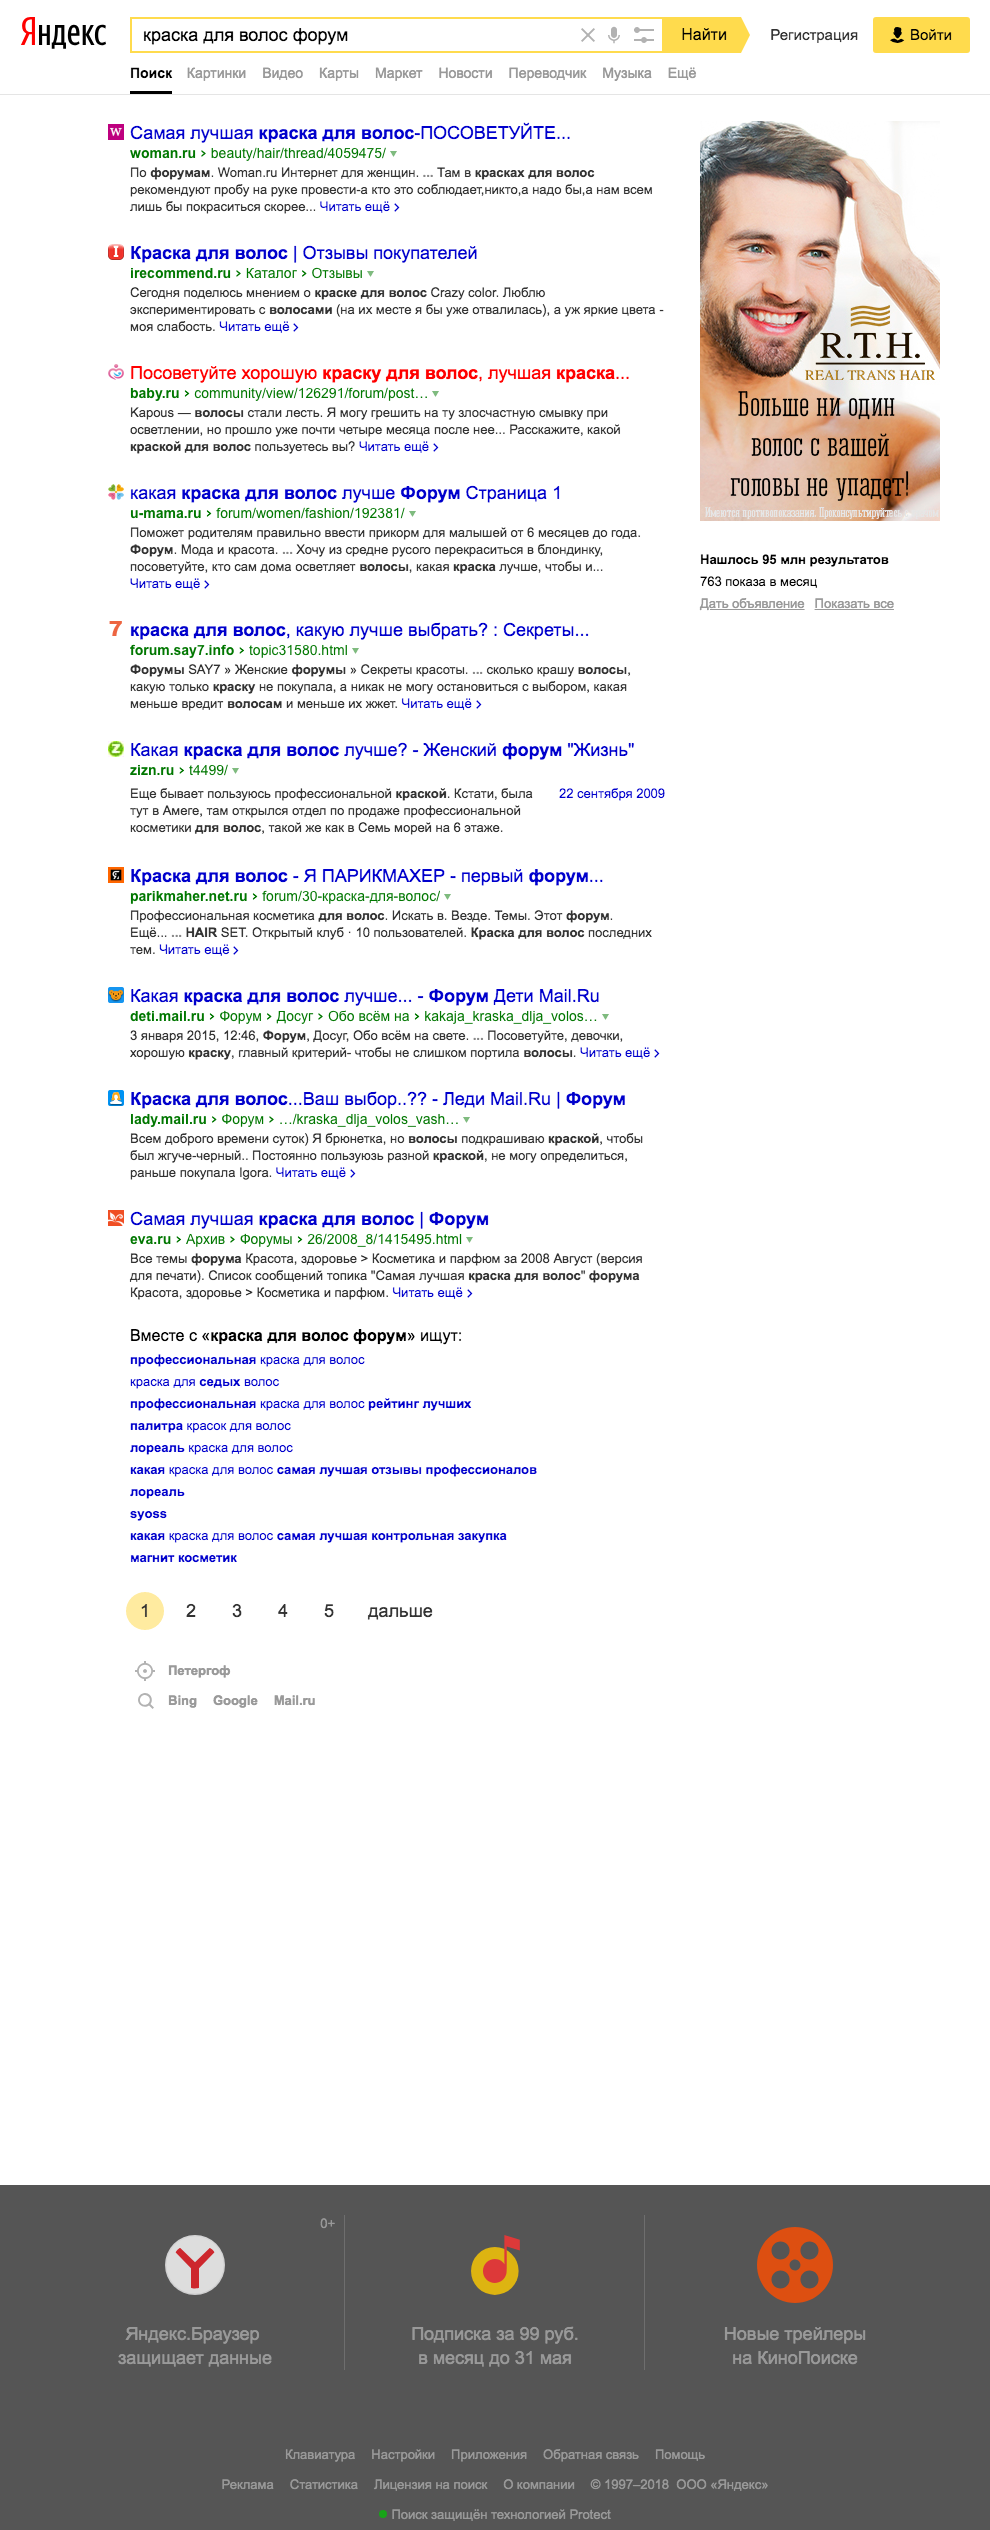 Яндекс
краска для волос форум
Найти
Регистрация
Войти
Поиск Картинки Видео Карты Маркет Новости Переводчик Музыка Ещё
Самая лучшая краска для волос-ПОСОВЕТУЙТЕ...
woman.ru › beauty/hair/thread/4059475/
По форумам. Woman.ru Интернет для женщин. ... Там в красках для волос
рекомендуют пробу на руке провести-а кто это соблюдает,никто,а надо бы,а нам всем
лишь бы покраситься скорее... Читать ещё ›
Краска для волос | Отзывы покупателей
irecommend.ru › Каталог › Отзывы
Сегодня поделюсь мнением о краске для волос Crazy color. Люблю
экспериментировать с волосами (на их месте я бы уже отвалилась), а уж яркие цвета -
моя слабость. Читать ещё ›
Посоветуйте хорошую краску для волос, лучшая краска...
baby.ru › community/view/126291/forum/post…
Kapous — волосы стали лесть. Я могу грешить на ту злосчастную смывку при
осветлении, но прошло уже почти четыре месяца после нее... Расскажите, какой
краской для волос пользуетесь вы? Читать ещё ›
какая краска для волос лучше Форум Страница 1
u-mama.ru › forum/women/fashion/192381/
Поможет родителям правильно ввести прикорм для малышей от 6 месяцев до года.
Форум. Мода и красота. ... Хочу из средне русого перекраситься в блондинку,
посоветуйте, кто сам дома осветляет волосы, какая краска лучше, чтобы и...
Читать ещё ›
краска для волос, какую лучше выбрать? : Секреты...
forum.say7.info › topic31580.html
Форумы SAY7 » Женские форумы » Секреты красоты. ... сколько крашу волосы,
какую только краску не покупала, а никак не могу остановиться с выбором, какая
меньше вредит волосам и меньше их жжет. Читать ещё ›
Какая краска для волос лучше? - Женский форум "Жизнь"
zizn.ru › t4499/
Еще бывает пользуюсь профессиональной краской. Кстати, была
тут в Амеге, там открылся отдел по продаже профессиональной
косметики для волос, такой же как в Семь морей на 6 этаже.
22 сентября 2009
Краска для волос - Я ПАРИКМАХЕР - первый форум...
parikmaher.net.ru › forum/30-краска-для-волос/
Профессиональная косметика для волос. Искать в. Везде. Темы. Этот форум.
Ещё... ... HAIR SET. Открытый клуб · 10 пользователей. Краска для волос последних
тем. Читать ещё ›
Какая краска для волос лучше... - Форум Дети Mail.Ru
deti.mail.ru › Форум › Досуг › Обо всём на › kakaja_kraska_dlja_volos…
3 января 2015, 12:46, Форум, Досуг, Обо всём на свете. ... Посоветуйте, девочки,
хорошую краску, главный критерий- чтобы не слишком портила волосы. Читать ещё ›
Краска для волос...Ваш выбор..?? - Леди Mail.Ru | Форум
lady.mail.ru › Форум › …/kraska_dlja_volos_vash…
Всем доброго времени суток) Я брюнетка, но волосы подкрашиваю краской, чтобы
был жгуче-черный.. Постоянно пользуюзь разной краской, не могу определиться,
раньше покупала Igora. Читать ещё ›
Самая лучшая краска для волос | Форум
eva.ru › Архив › Форумы › 26/2008_8/1415495.html
Все темы форума Красота, здоровье > Косметика и парфюм за 2008 Август (версия
для печати). Список сообщений топика "Самая лучшая краска для волос" форума
Красота, здоровье > Косметика и парфюм. Читать ещё ›
R.T.H.
REAL TRANS HAIR
Больше ни один
волос с вашей
головы не упадет!
Имеются противопоказания. Проконсультируйтесь
Нашлось 95 млн результатов
763 показа в месяц
Дать объявление Показать все
Вместе с «краска для волос форум» ищут:
профессиональная краска для волос
краска для седых волос
профессиональная краска для волос рейтинг лучших
палитра красок для волос
лореаль краска для волос
какая краска для волос самая лучшая отзывы профессионалов
лореаль
syoss
какая краска для волос самая лучшая контрольная закупка
магнит косметик
1 2 3 4 5 дальше
Петергоф
Bing Google Mail.ru
0+
Яндекс.Браузер
защищает данные
Подписка за 99 руб.
в месяц до 31 мая
Новые трейлеры
на КиноПоиске
Клавиатура Настройки Приложения Обратная связь Помощь
Реклама Статистика Лицензия на поиск О компании © 1997–2018 ООО «Яндекс»
Поиск защищён технологией Protect